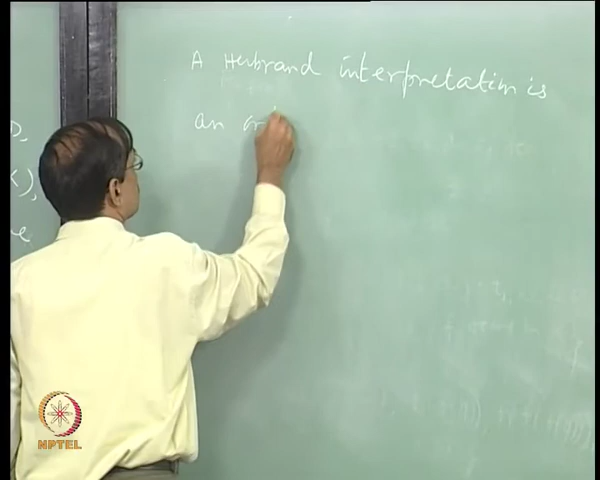 A Herbrand interpretation is
an
D,
),
e
NPTEL